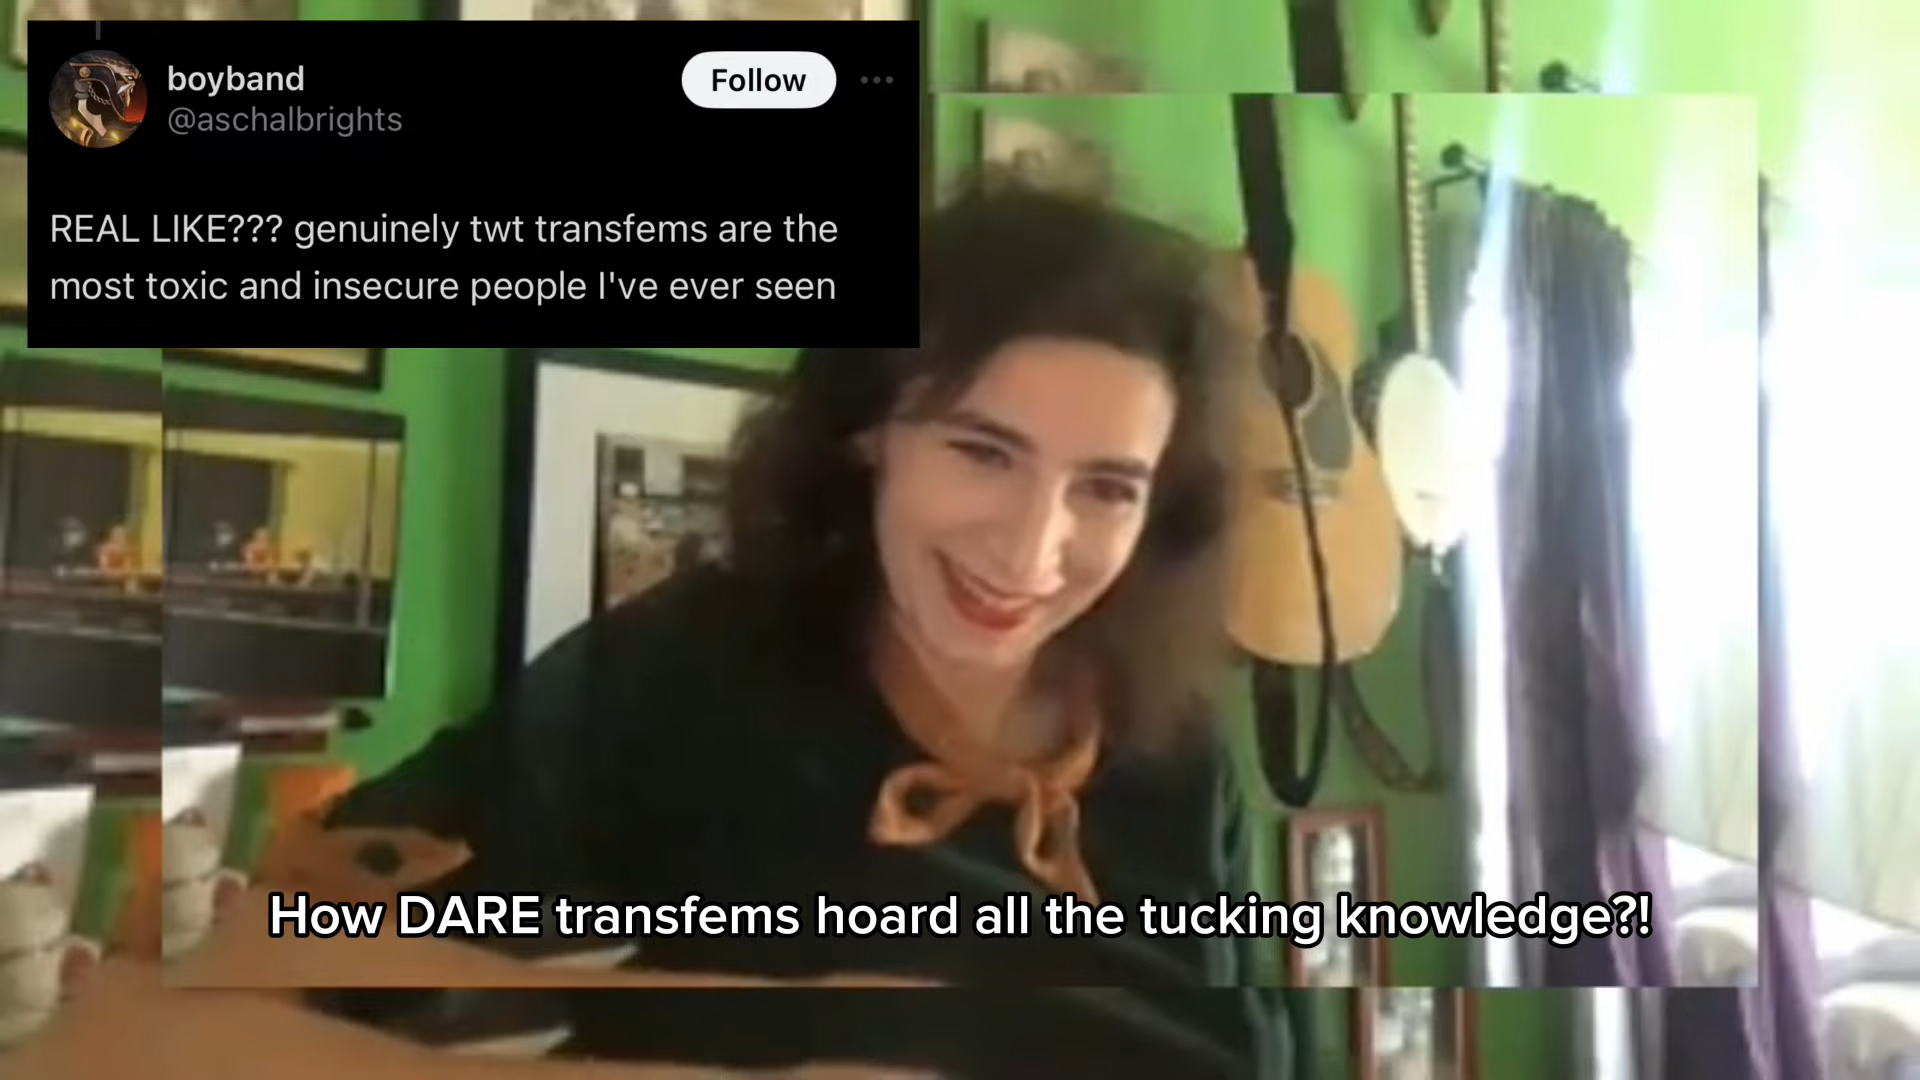 boyband
@aschalbrights
Follow
REAL LIKE??? genuinely twt transfems are the
most toxic and insecure people I've ever seen
How DARE transfems hoard all the tucking knowledge?!